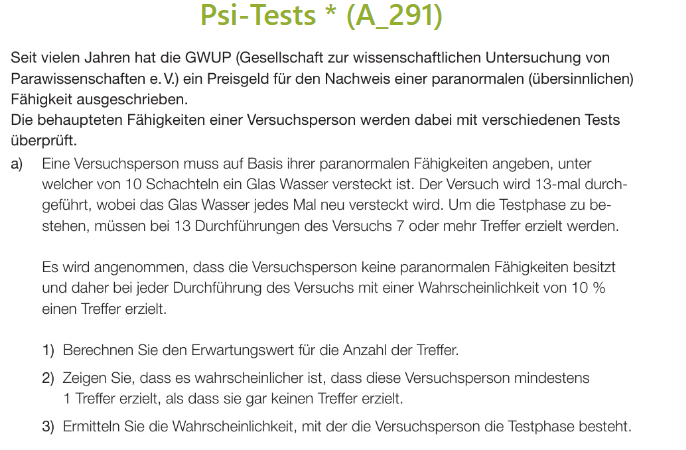 Psi-Tests * (A_291)
Seit vielen Jahren hat die GWUP (Gesellschaft zur wissenschaftlichen Untersuchung von
Parawissenschaften e. V.) ein Preisgeld für den Nachweis einer paranormalen (übersinnlichen)
Fähigkeit ausgeschrieben.
Die behaupteten Fähigkeiten einer Versuchsperson werden dabei mit verschiedenen Tests
überprüft.
a) Eine Versuchsperson muss auf Basis ihrer paranormalen Fähigkeiten angeben, unter
welcher von 10 Schachteln ein Glas Wasser versteckt ist. Der Versuch wird 13-mal durch-
geführt, wobei das Glas Wasser jedes Mal neu versteckt wird. Um die Testphase zu be-
stehen, müssen bei 13 Durchführungen des Versuchs 7 oder mehr Treffer erzielt werden.
Es wird angenommen, dass die Versuchsperson keine paranormalen Fähigkeiten besitzt
und daher bei jeder Durchführung des Versuchs mit einer Wahrscheinlichkeit von 10 %
einen Treffer erzielt.
1) Berechnen Sie den Erwartungswert für die Anzahl der Treffer.
2) Zeigen Sie, dass es wahrscheinlicher ist, dass diese Versuchsperson mindestens
1 Treffer erzielt, als dass sie gar keinen Treffer erzielt.
3) Ermitteln Sie die Wahrscheinlichkeit, mit der die Versuchsperson die Testphase besteht.